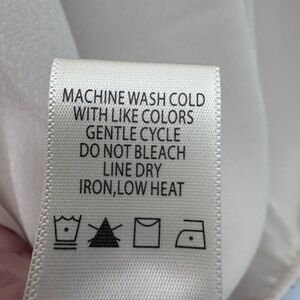 MACHINE WASH COLD
WITH LIKE COLORS
GENTLE CYCLE
DO NOT BLEACH
LINE DRY
IRON,LOW HEAT